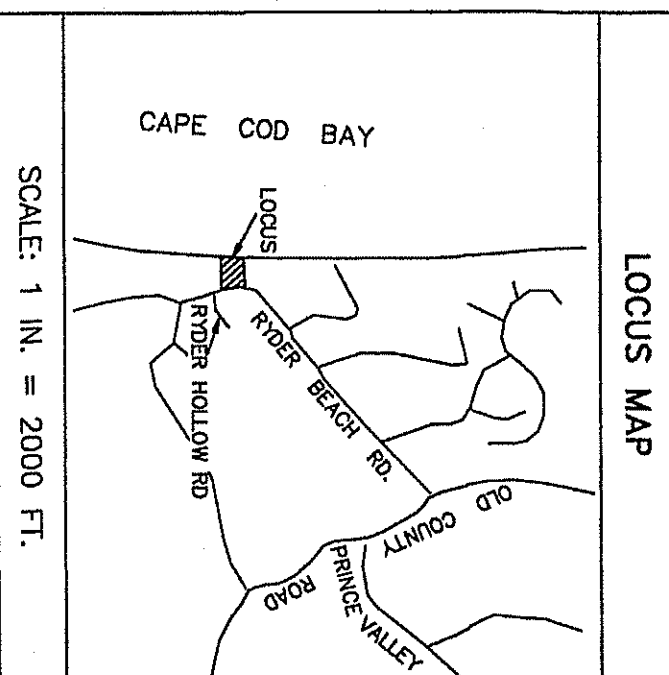 LOCUS MAP
CAPE COD BAY
LOCUS
RYDER BEACH RD.
RYDER HOLLOW RD
OLD COUNTY ROAD
PRINCE VALLEY
SCALE: 1 IN. = 2000 FT.